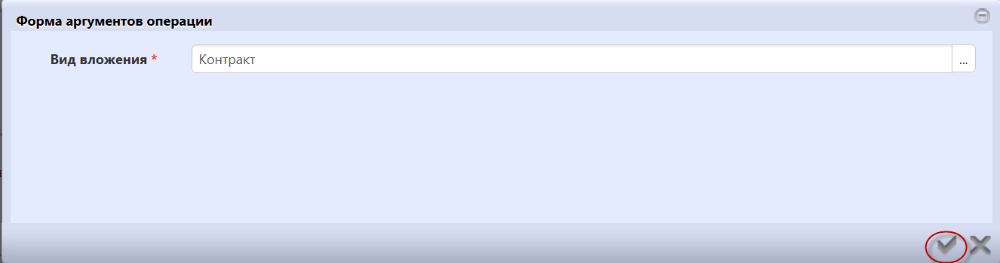 Форма аргументов операции
Вид вложения * Контракт ...